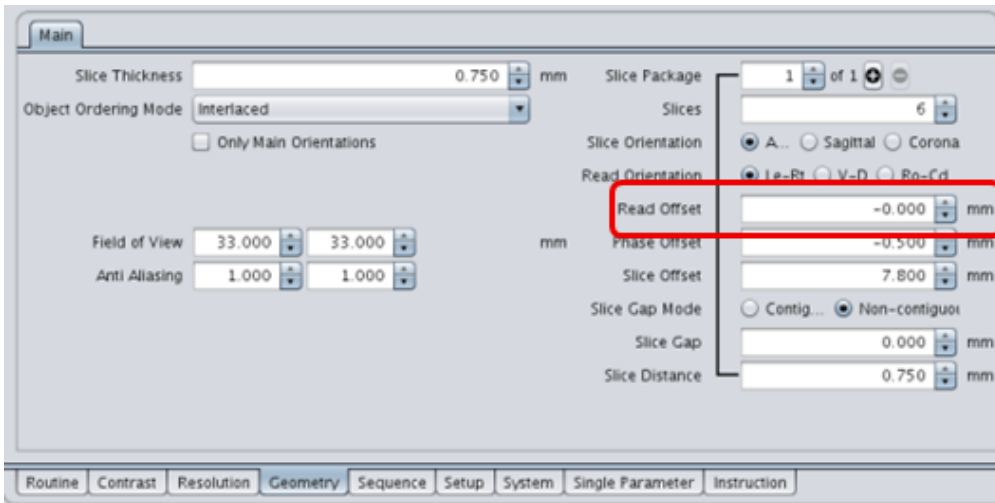 Main
Slice Thickness 0.750 mm Slice Package 1 of 1
Object Ordering Mode Interlaced Slices 6
Only Main Orientations Slice Orientation A... Sagittal Corona
Read Orientation Le-Rt V-D Ro-Cd
Read Offset -0.000 mm
Field of View 33.000 33.000 mm Phase Offset -0.500 mm
Anti Aliasing 1.000 1.000 Slice Offset 7.800 mm
Slice Gap Mode Contig... Non-contiguou
Slice Gap 0.000 mm
Slice Distance 0.750 mm
Routine Contrast Resolution Geometry Sequence Setup System Single Parameter Instruction